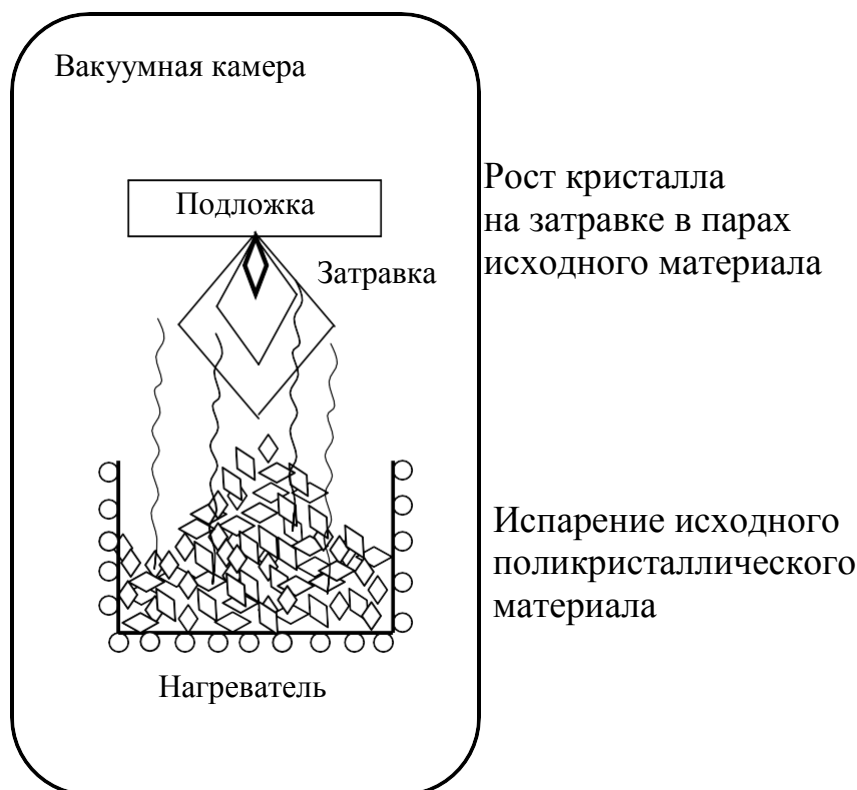 Вакуумная камера
Подложка
Затравка
Рост кристалла
на затравке в парах
исходного материала
Испарение исходного
поликристаллического
материала
Нагреватель